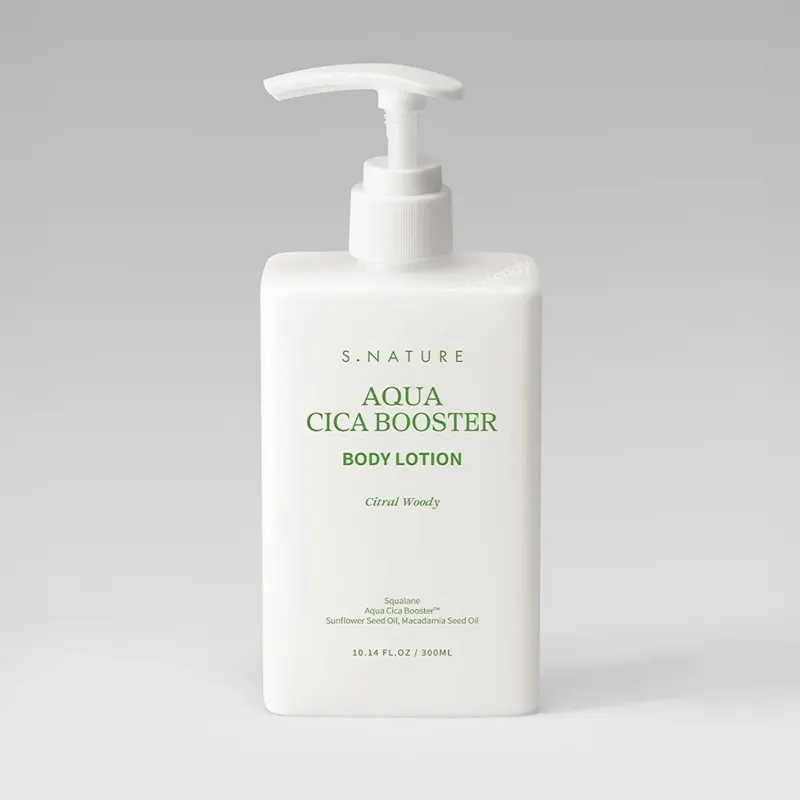 S.NATURE
AQUA
CICA BOOSTER
BODY LOTION
Citral Woody
Squalane
Aqua Cica Booster™
Sunflower Seed Oil, Macadamia Seed Oil
10.14 FL.OZ / 300ML